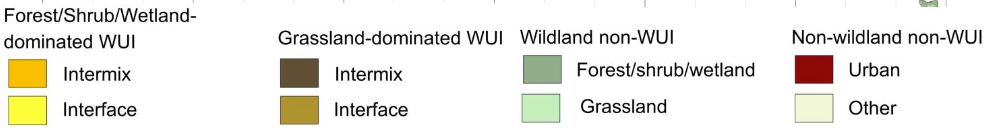 Forest/Shrub/Wetland-
dominated WUI
Intermix
Interface
Grassland-dominated WUI
Intermix
Interface
Wildland non-WUI
Forest/shrub/wetland
Grassland
Non-wildland non-WUI
Urban
Other